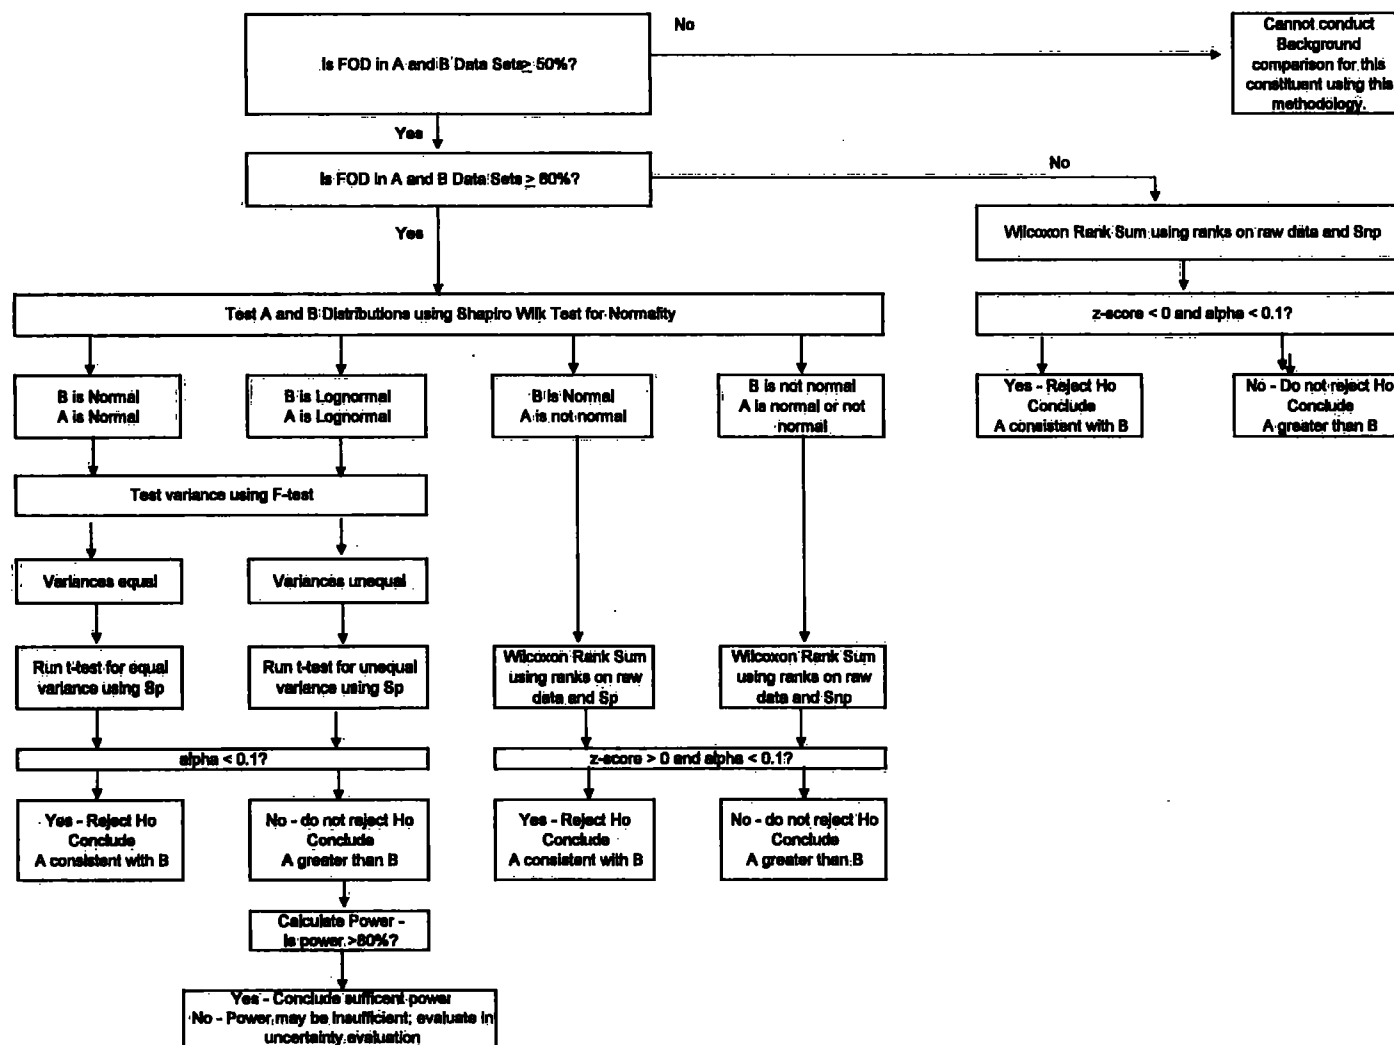 No
Cannot conduct
Background
comparison for this
constituent using this
methodology.
Is FOD in A and B Data Sets ≥ 50%?
Yes
Is FOD in A and B Data Sets ≥ 80%?
No
Yes
Wilcoxon Rank Sum using ranks on raw data and Snp
Test A and B Distributions using Shapiro Wilk Test for Normality
z-score < 0 and alpha < 0.1?
B is Normal
A is Normal
B is Lognormal
A is Lognormal
B is Normal
A is not normal
B is not normal
A is normal or not
normal
Yes - Reject Ho
Conclude
A consistent with B
No - Do not reject Ho
Conclude
A greater than B
Test variance using F-test
Variances equal
Variances unequal
Run t-test for equal
variance using Sp
Run t-test for unequal
variance using Sp
Wilcoxon Rank Sum
using ranks on raw
data and Sp
Wilcoxon Rank Sum
using ranks on raw
data and Snp
alpha < 0.1?
z-score > 0 and alpha < 0.1?
Yes - Reject Ho
Conclude
A consistent with B
No - do not reject Ho
Conclude
A greater than B
Yes - Reject Ho
Conclude
A consistent with B
No - do not reject Ho
Conclude
A greater than B
Calculate Power -
Is power >80%?
Yes - Conclude sufficent power
No - Power may be insufficient; evaluate in
uncertainty evaluation